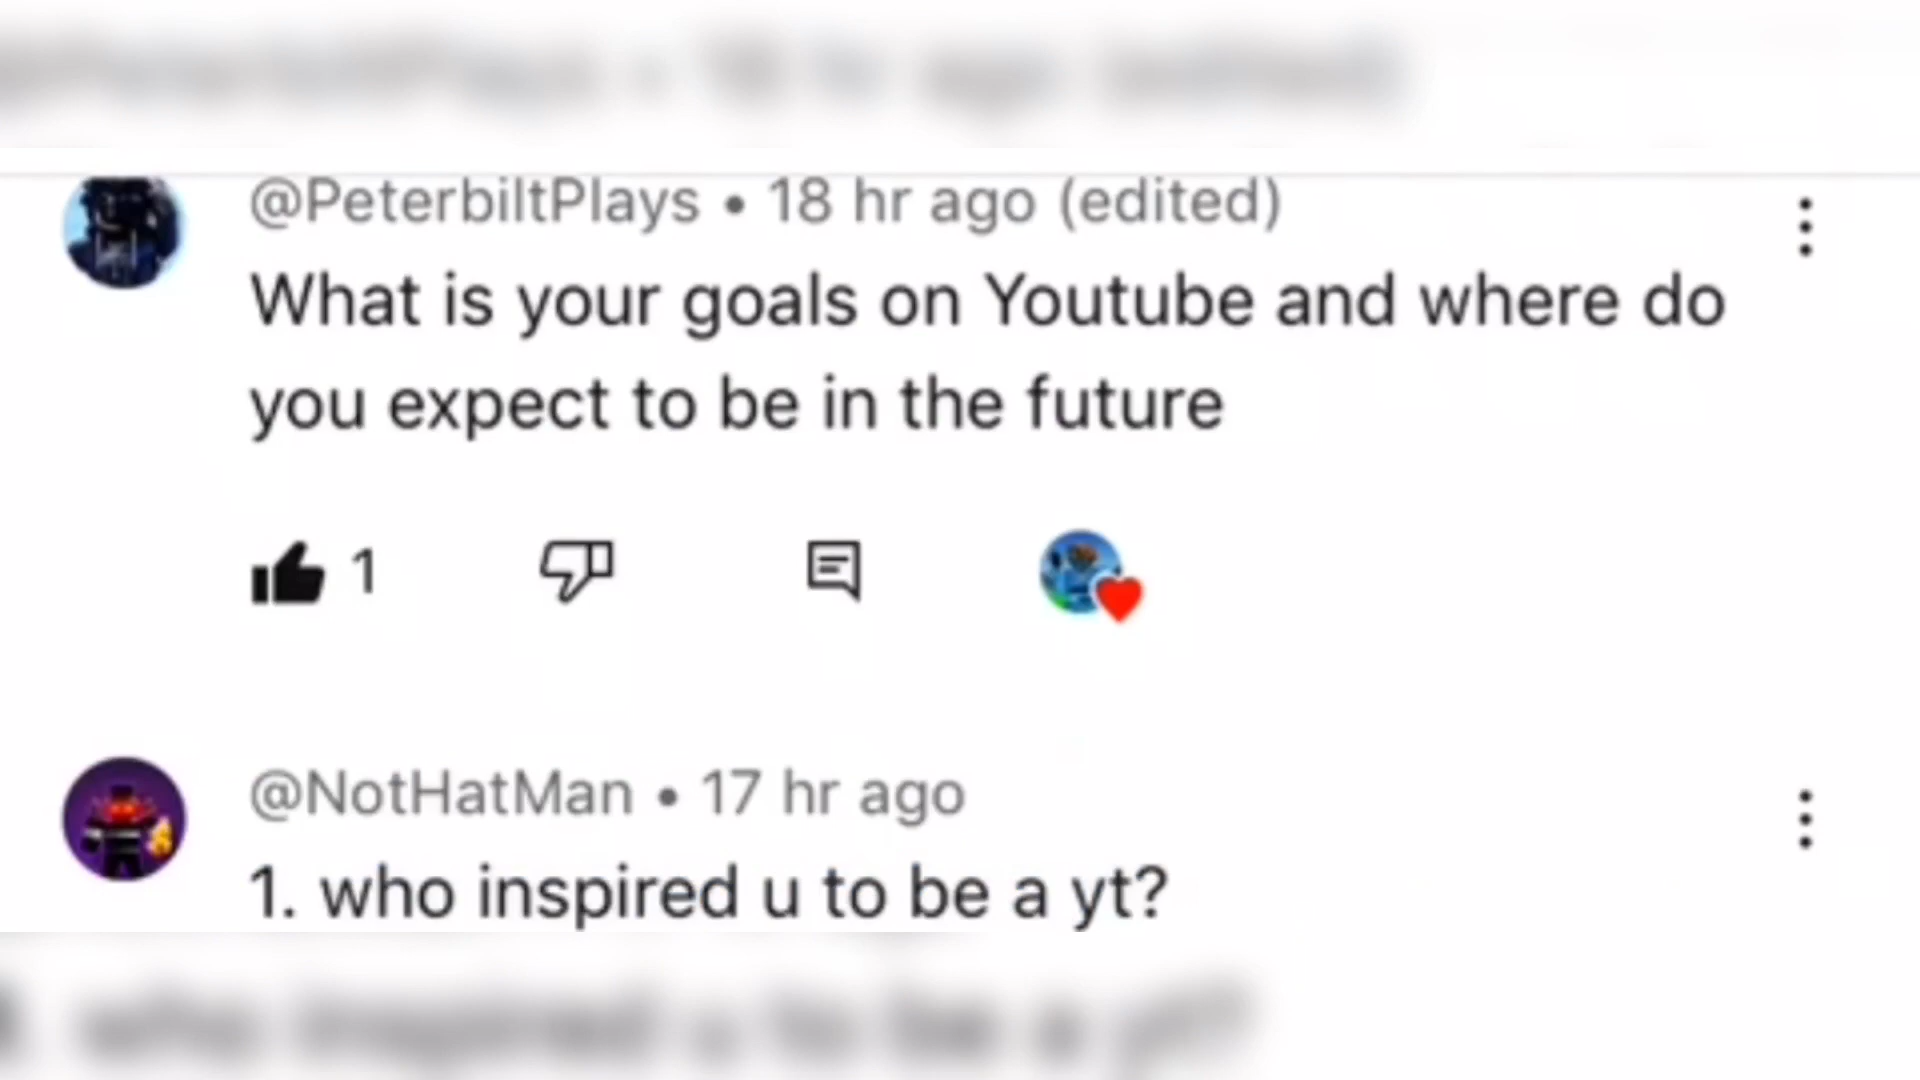 @PeterbiltPlays • 18 hr ago (edited)
What is your goals on Youtube and where do
you expect to be in the future
1
@NotHatMan • 17 hr ago
1. who inspired u to be a yt?